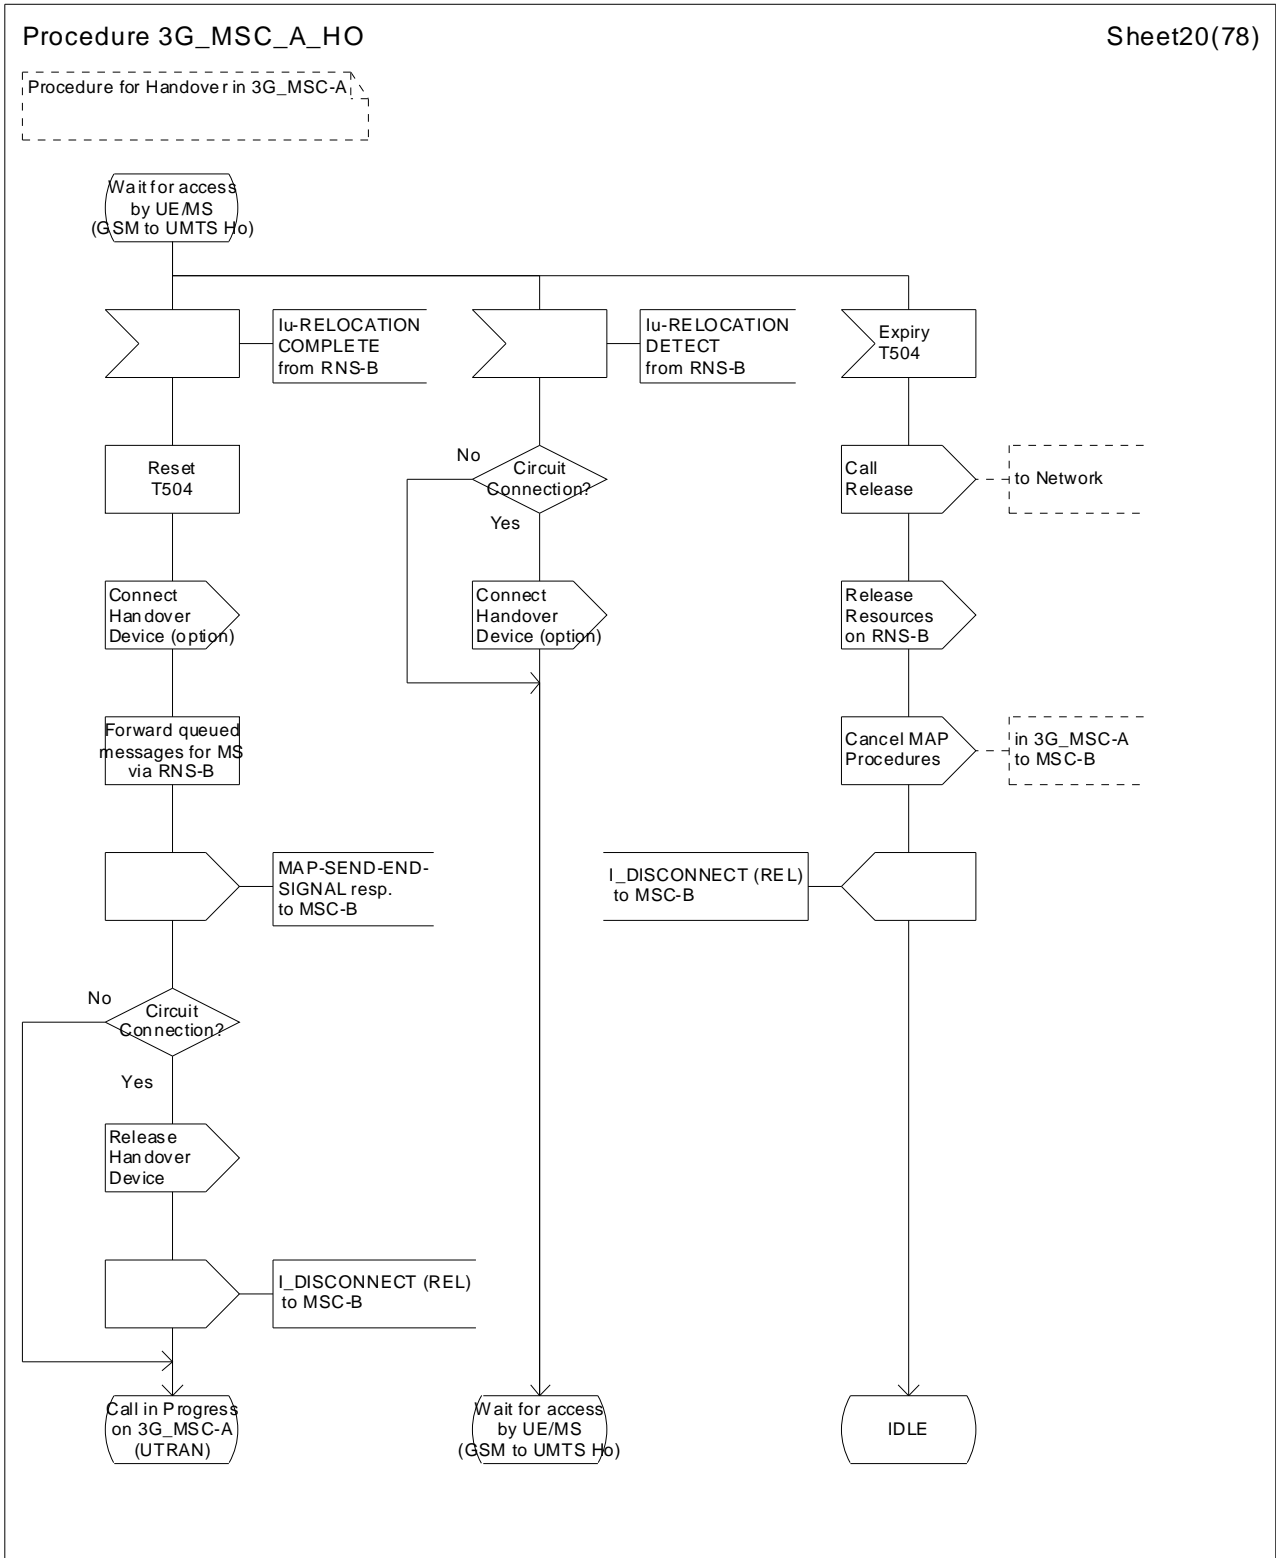 Procedure 3G_MSC_A_HO
Sheet20(78)
Procedure for Handover in 3G_MSC-A
Wait for access
by UE/MS
(GSM to UMTS Ho)
Iu-RELOCATION
COMPLETE
from RNS-B
Iu-RELOCATION
DETECT
from RNS-B
Expiry
T504
Reset
T504
No
Circuit
Connection?
Yes
Call
Release
to Network
Connect
Handover
Device (option)
Connect
Handover
Device (option)
Release
Resources
on RNS-B
Forward queued
messages for MS
via RNS-B
Cancel MAP
Procedures
in 3G_MSC-A
to MSC-B
MAP-SEND-END-
SIGNAL resp.
to MSC-B
I_DISCONNECT (REL)
to MSC-B
No
Circuit
Connection?
Yes
Release
Handover
Device
I_DISCONNECT (REL)
to MSC-B
Call in Progress
on 3G_MSC-A
(UTRAN)
Wait for access
by UE/MS
(GSM to UMTS Ho)
IDLE